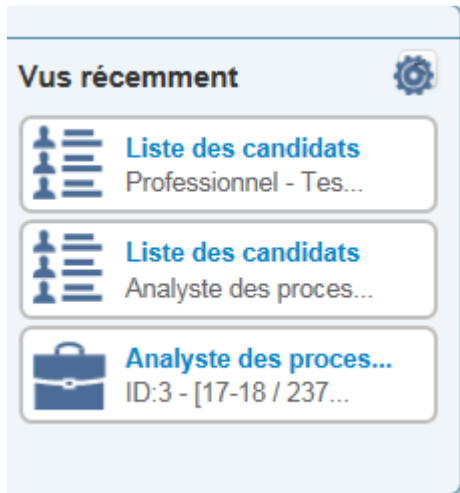 Vus récemment
Liste des candidats
Professionnel - Tes...
Liste des candidats
Analyste des proces...
Analyste des proces...
ID:3 - [17-18 / 237...